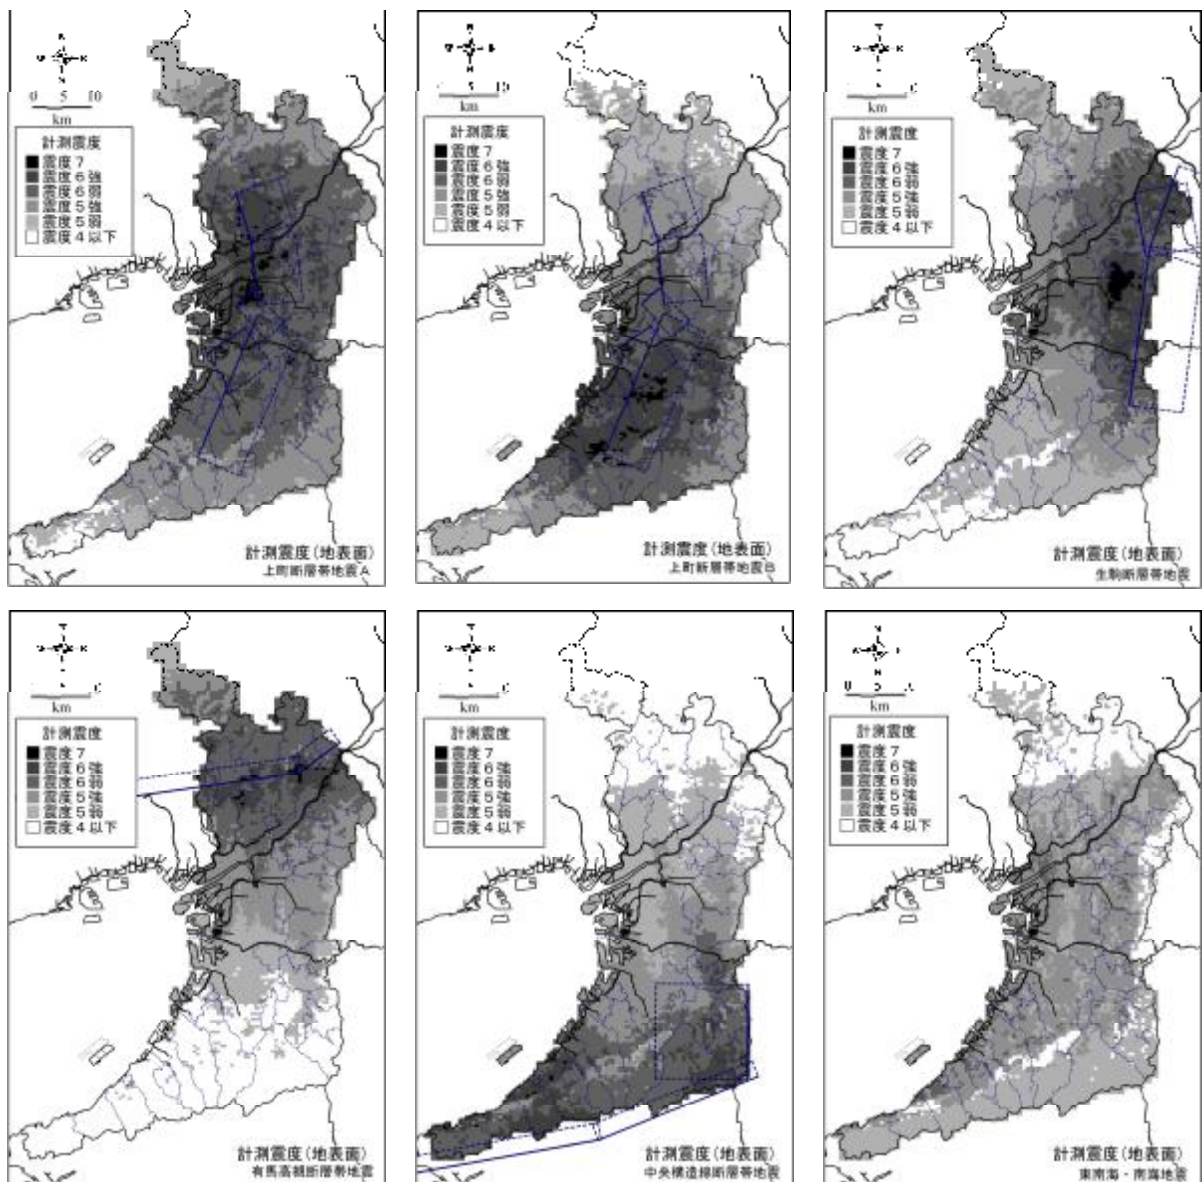 0 5 10
km
計測震度
震度7
震度6強
震度6弱
震度5強
震度5弱
震度4以下
計測震度(地表面)
上町断層帯地震A
km
計測震度
震度7
震度6強
震度6弱
震度5強
震度5弱
震度4以下
計測震度(地表面)
上町断層帯地震B
km
計測震度
震度7
震度6強
震度6弱
震度5強
震度5弱
震度4以下
計測震度(地表面)
生駒断層帯地震
km
計測震度
震度7
震度6強
震度6弱
震度5強
震度5弱
震度4以下
計測震度(地表面)
有馬高槻断層帯地震
km
計測震度
震度7
震度6強
震度6弱
震度5強
震度5弱
震度4以下
計測震度(地表面)
中央構造線断層帯地震
km
計測震度
震度7
震度6強
震度6弱
震度5強
震度5弱
震度4以下
計測震度(地表面)
東南海・南海地震